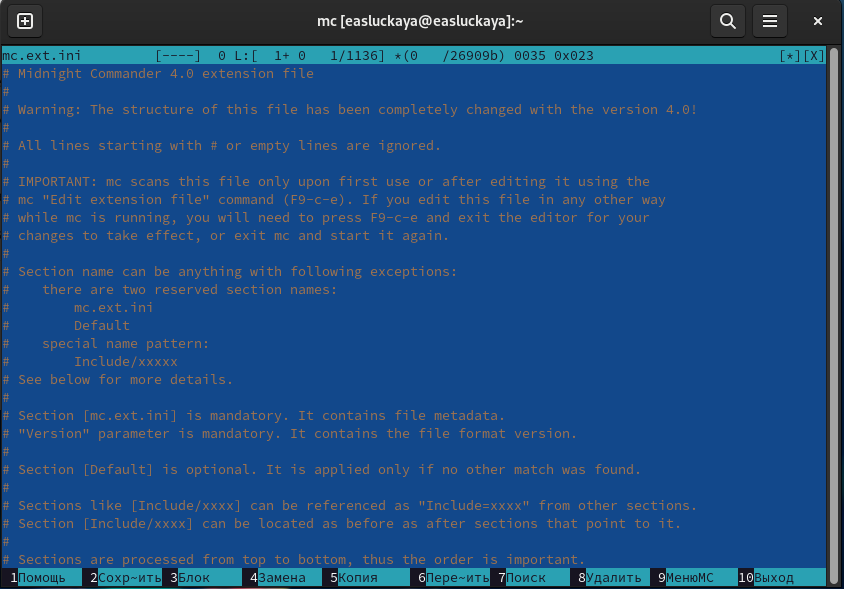 mc [easluckaya@easluckaya]:~
mc.ext.ini         [----]  0 L:[  1+ 0   1/1136] *(0   /26909b) 0035 0x023                       [*][X]
# Midnight Commander 4.0 extension file
#
# Warning: The structure of this file has been completely changed with the version 4.0!
#
# All lines starting with # or empty lines are ignored.
#
# IMPORTANT: mc scans this file only upon first use or after editing it using the
# mc "Edit extension file" command (F9-c-e). If you edit this file in any other way
# while mc is running, you will need to press F9-c-e and exit the editor for your
# changes to take effect, or exit mc and start it again.
#
# Section name can be anything with following exceptions:
#    there are two reserved section names:
#        mc.ext.ini
#        Default
#    special name pattern:
#        Include/xxxxx
# See below for more details.
#
# Section [mc.ext.ini] is mandatory. It contains file metadata.
# "Version" parameter is mandatory. It contains the file format version.
#
# Section [Default] is optional. It is applied only if no other match was found.
#
# Sections like [Include/xxxx] can be referenced as "Include=xxxx" from other sections.
# Section [Include/xxxx] can be located as before as after sections that point to it.
#
# Sections are processed from top to bottom, thus the order is important.
1Помощь 2Сохр~ить 3Блок 4Замена 5Копия 6Пере~ить 7Поиск 8Удалить 9МенюMC 10Выход